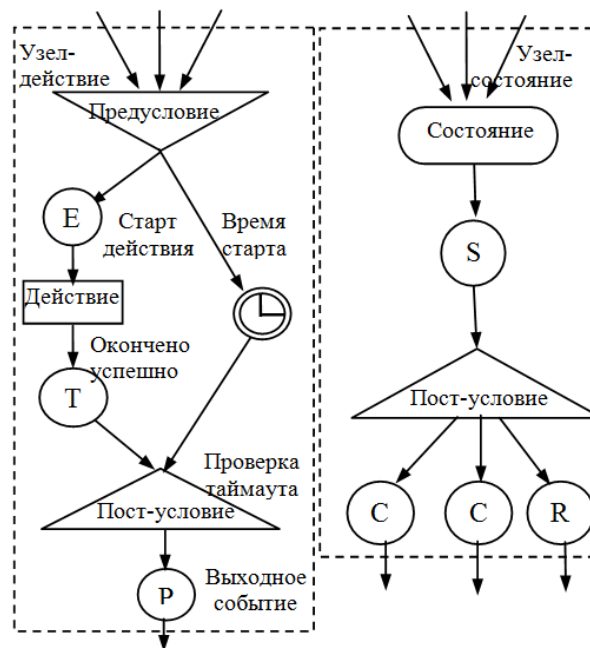 Узел-
действие
Предусловие
E
Старт
действия
Время
старта
Действие
Окончено
успешно
T
Проверка
таймаута
Пост-условие
P
Выходное
событие
Узел-
состояние
Состояние
S
Пост-условие
C
C
R